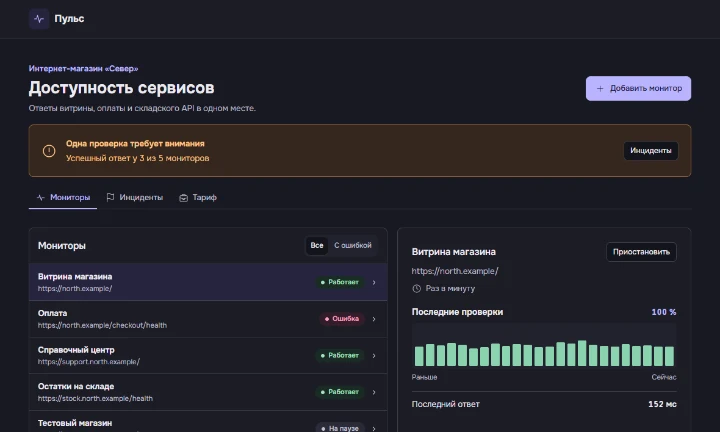 Пульс
Интернет-магазин «Север»
Доступность сервисов
Ответы витрины, оплаты и складского API в одном месте.
+ Добавить монитор
Одна проверка требует внимания
Успешный ответ у 3 из 5 мониторов
Инциденты
Мониторы
Инциденты
Тариф
Мониторы
Все
С ошибкой
Витрина магазина
https://north.example/
Работает
Оплата
https://north.example/checkout/health
Ошибка
Справочный центр
https://support.north.example/
Работает
Остатки на складе
https://stock.north.example/health
Работает
Тестовый магазин
На паузе
Витрина магазина
Приостановить
https://north.example/
Раз в минуту
Последние проверки
100 %
Раньше
Сейчас
Последний ответ
152 мс